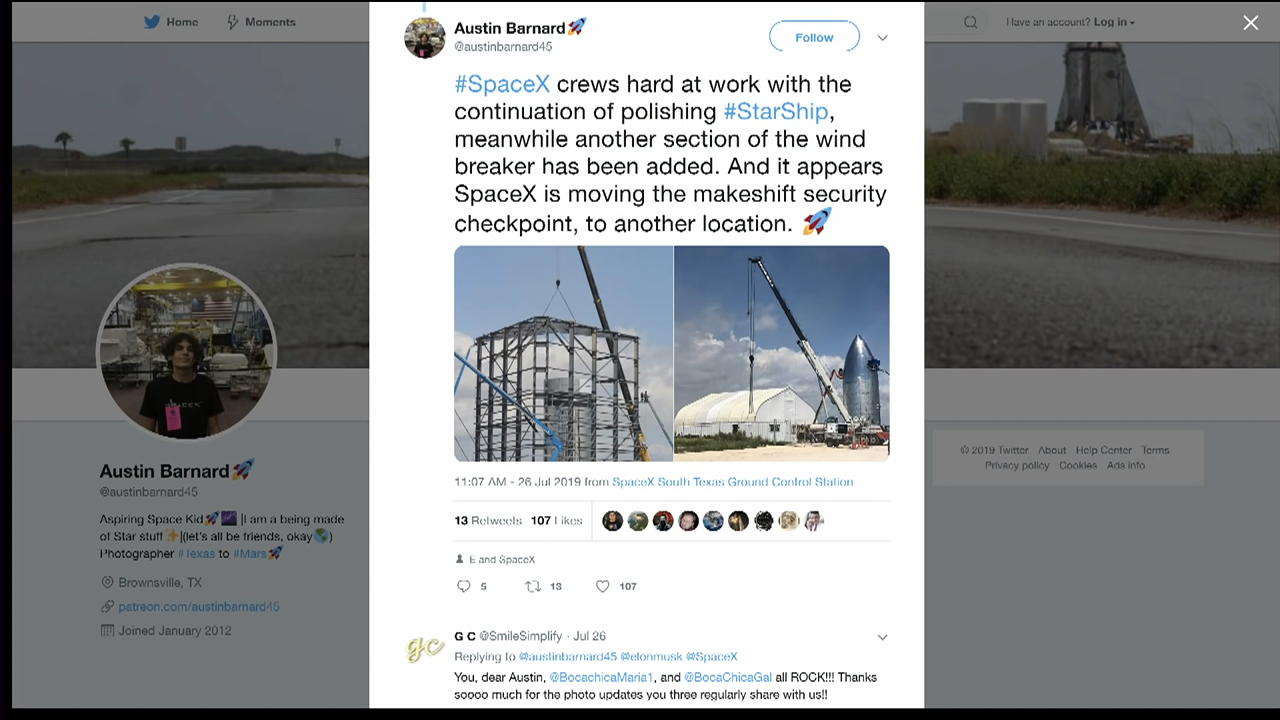 Home
Moments
Have an account? Log in
Austin Barnard
@austinbarnard45
Follow
#SpaceX crews hard at work with the
continuation of polishing #StarShip,
meanwhile another section of the wind
breaker has been added. And it appears
SpaceX is moving the makeshift security
checkpoint, to another location. 🚀
11:07 AM - 26 Jul 2019 from SpaceX South Texas Ground Control Station
13 Retweets 107 Likes
E and SpaceX
5 13 107
G C @SmileSimplify · Jul 26
Replying to @austinbarnard45 @elonmusk @SpaceX
You, dear Austin, @BocachicaMaria1, and @BocaChicaGal all ROCK!!! Thanks
soooo much for the photo updates you three regularly share with us!!
Austin Barnard🚀
@austinbarnard45
Aspiring Space Kid🚀🌌 |I am a being made
of Star stuff ✨|(let's all be friends, okay🌎)
Photographer #Texas to #Mars🚀
Brownsville, TX
patreon.com/austinbarnard45
Joined January 2012
© 2019 Twitter About Help Center Terms
Privacy policy Cookies Ads info